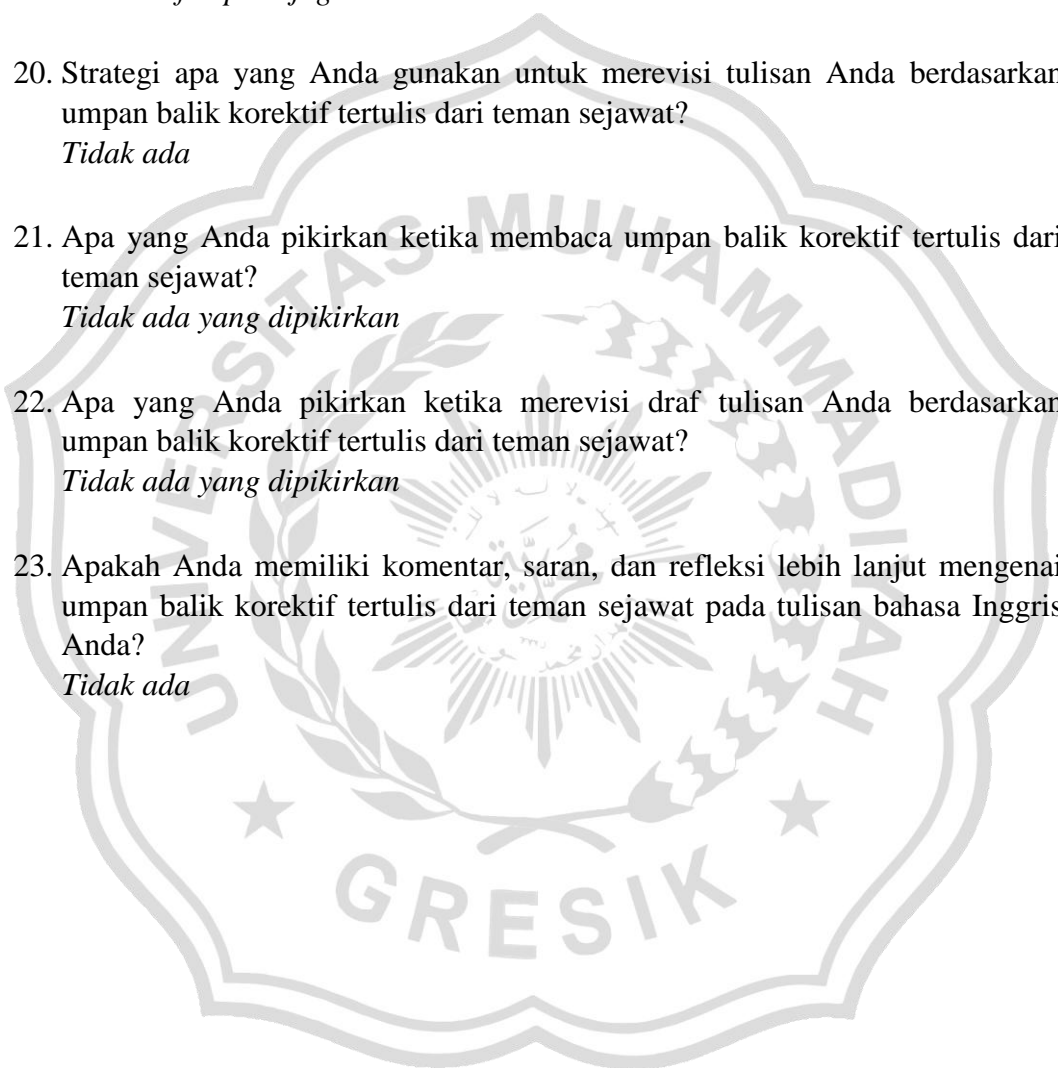 20. Strategi apa yang Anda gunakan untuk merevisi tulisan Anda berdasarkan
umpan balik korektif tertulis dari teman sejawat?
Tidak ada
21. Apa yang Anda pikirkan ketika membaca umpan balik korektif tertulis dari
teman sejawat?
Tidak ada yang dipikirkan
22. Apa yang Anda pikirkan ketika merevisi draf tulisan Anda berdasarkan
umpan balik korektif tertulis dari teman sejawat?
Tidak ada yang dipikirkan
23. Apakah Anda memiliki komentar, saran, dan refleksi lebih lanjut mengenai
umpan balik korektif tertulis dari teman sejawat pada tulisan bahasa Inggris
Anda?
Tidak ada
UNIVERSITAS MUHAMMADIYAH
GRESIK